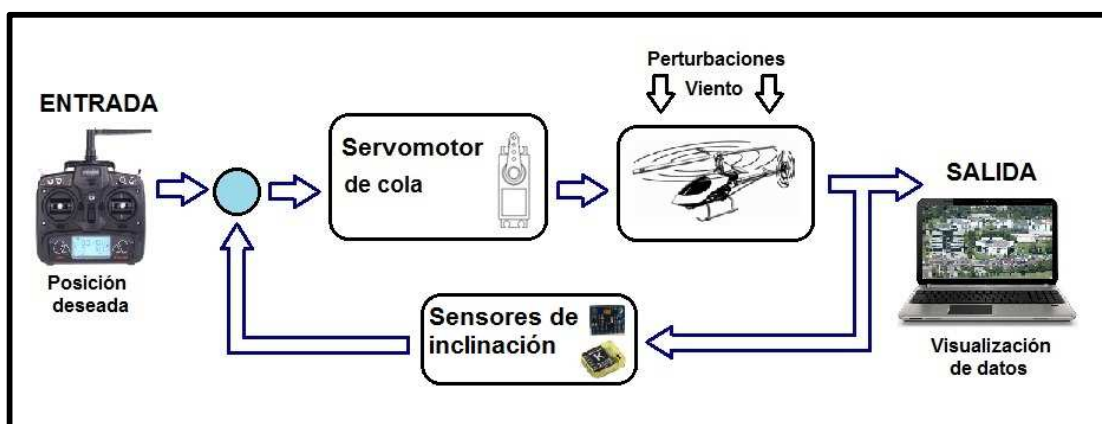 Perturbaciones
Viento
ENTRADA
Servomotor
de cola
SALIDA
Posición
deseada
Sensores de
inclinación
Visualización
de datos